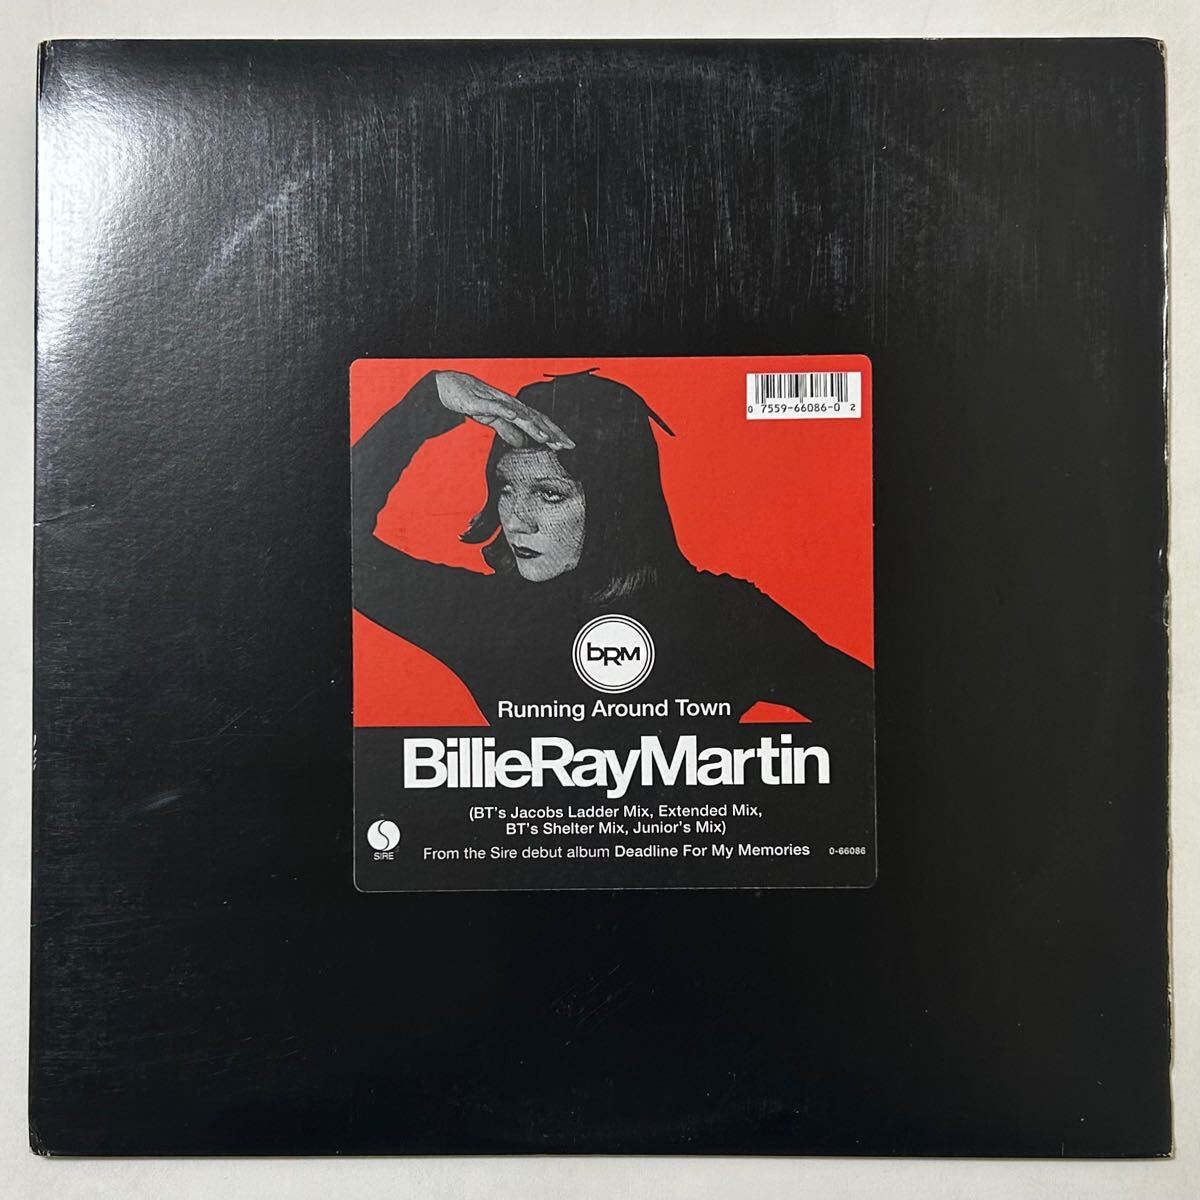 0 7559-66086-0 2
bRM
Running Around Town
BillieRayMartin
(BT's Jacobs Ladder Mix, Extended Mix,
BT's Shelter Mix, Junior's Mix)
SIRE
From the Sire debut album Deadline For My Memories 0-66086